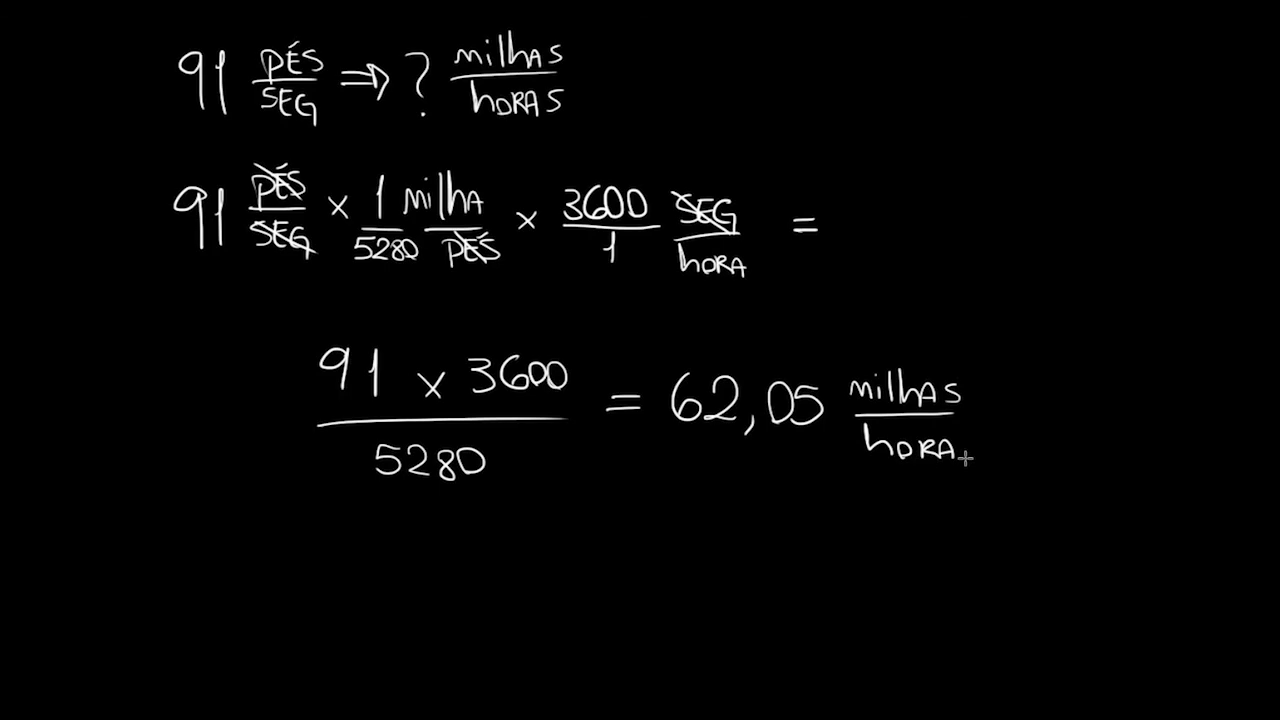 91 PÉS/SEG ⇒ ? milhAS/hORAS
91 PÉS/SEG × 1/5280 milhA/PÉS × 3600/1 SEG/hORA =
91 × 3600 / 5280 = 62,05 milhAS/hORA